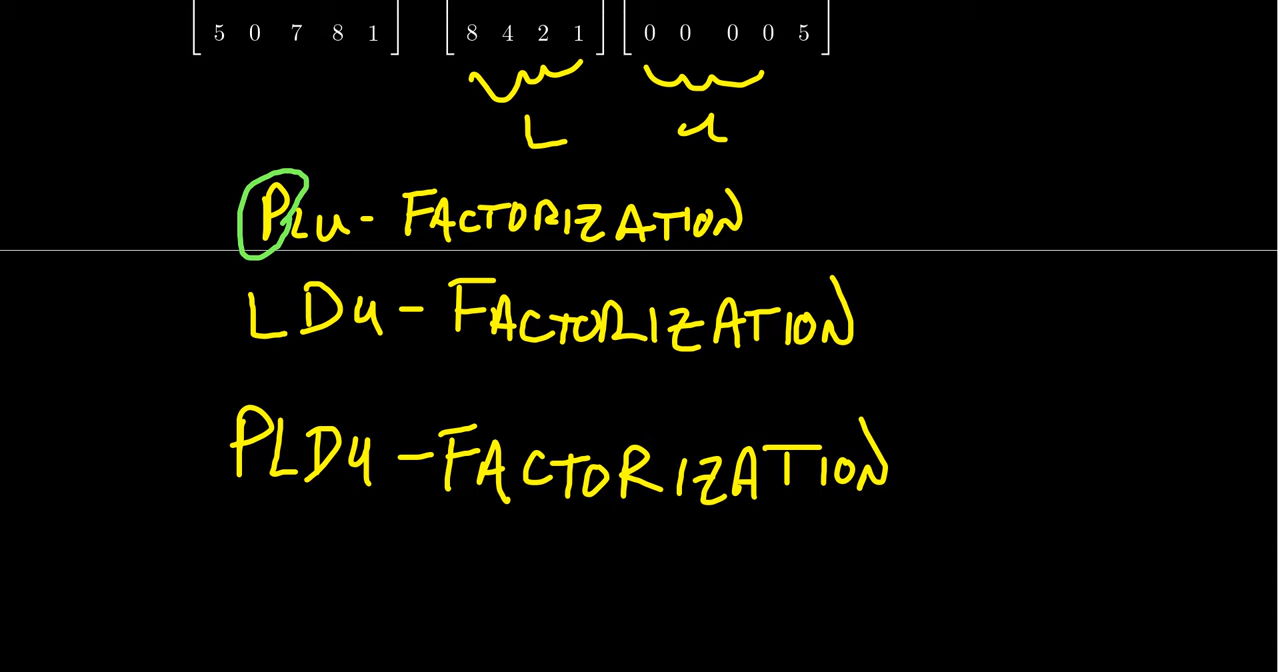 [ 5 0 7 8 1 ] [ 8 4 2 1 ] [ 0 0 0 0 5 ]
L u
PLu - FACTORIZATION
LDu - FACTORIZATION
PLDu - FACTORIZATION